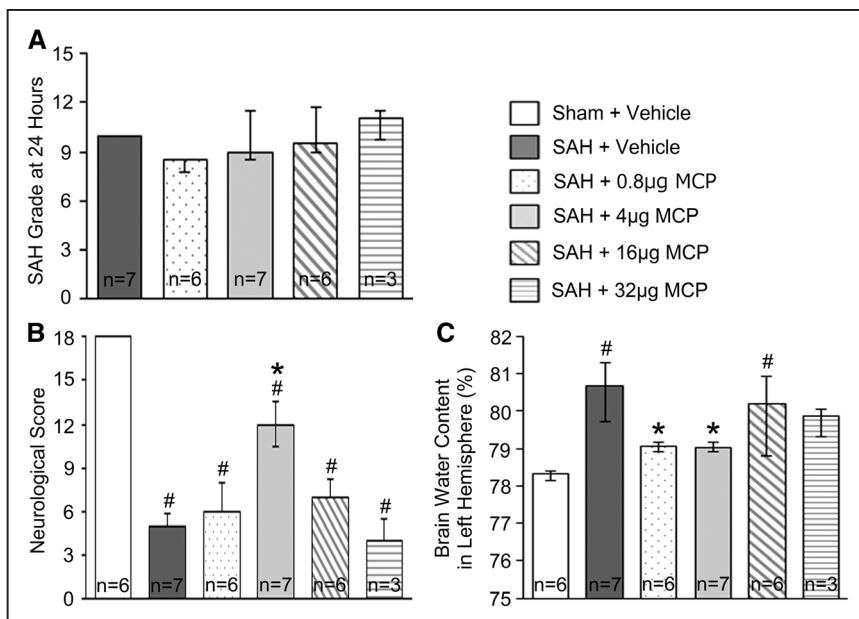 A
15
12
9
6
3
0
SAH Grade at 24 Hours
n=7
n=6
n=7
n=6
n=3
Sham + Vehicle
SAH + Vehicle
SAH + 0.8µg MCP
SAH + 4µg MCP
SAH + 16µg MCP
SAH + 32µg MCP
B
18
15
12
9
6
3
0
Neurological Score
#
#
*
#
#
#
n=6
n=7
n=6
n=7
n=6
n=3
C
82
81
80
79
78
77
76
75
Brain Water Content
in Left Hemisphere (%)
#
*
*
#
n=6
n=7
n=6
n=7
n=6
n=3